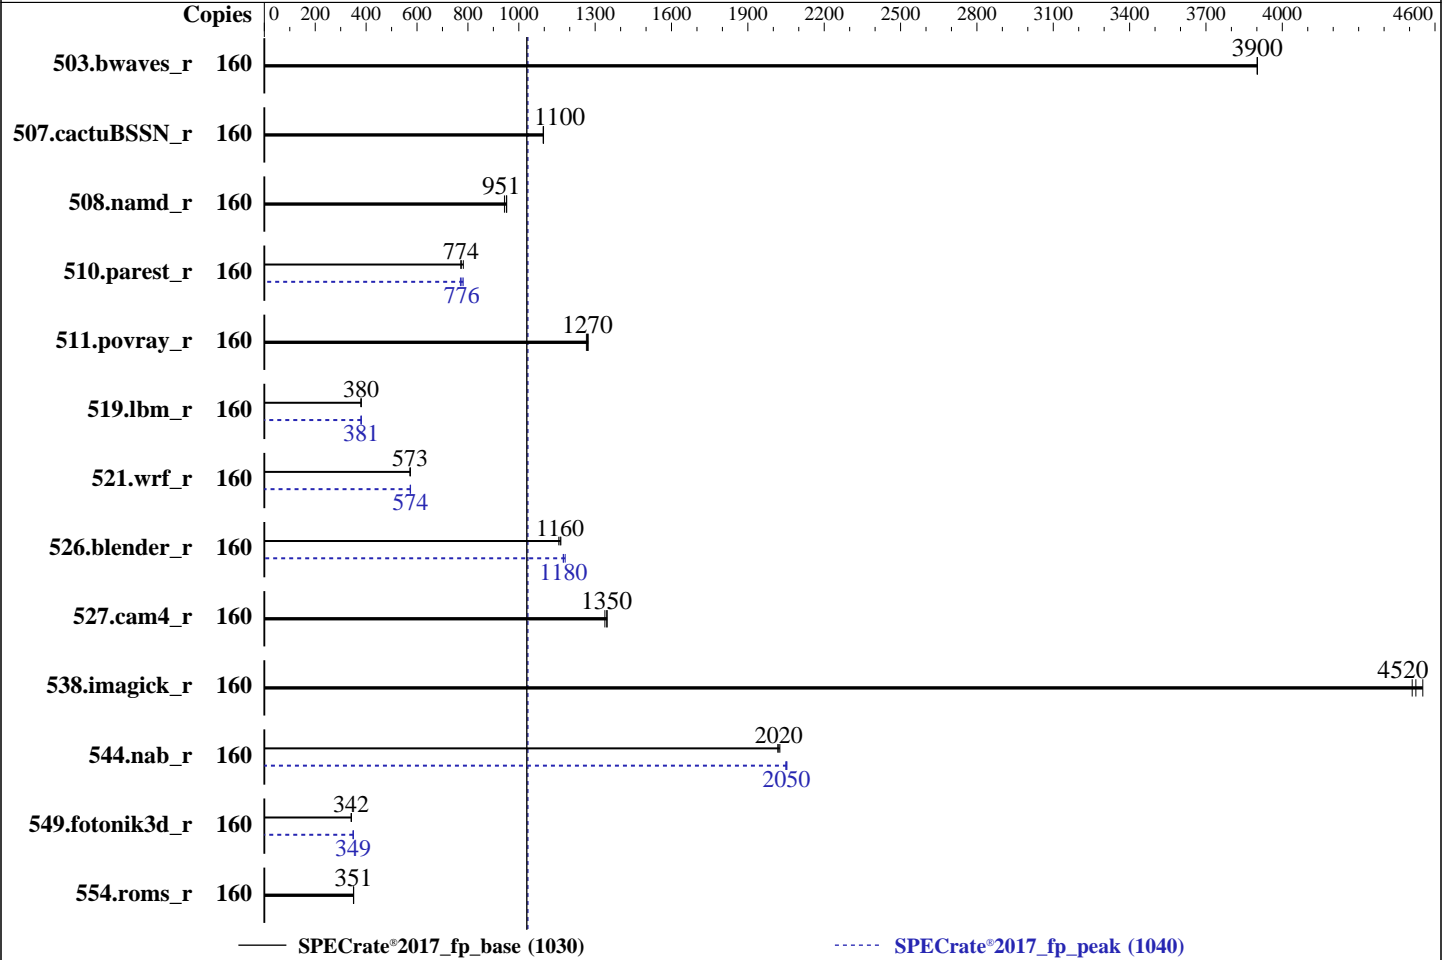 Copies 0 200 400 600 800 1000 1300 1600 1900 2200 2500 2800 3100 3400 3700 4000 4600
503.bwaves_r 160 3900
507.cactuBSSN_r 160 1100
508.namd_r 160 951
510.parest_r 160 774
776
511.povray_r 160 1270
519.lbm_r 160 380
381
521.wrf_r 160 573
574
526.blender_r 160 1160
1180
527.cam4_r 160 1350
538.imagick_r 160 4520
544.nab_r 160 2020
2050
549.fotonik3d_r 160 342
349
554.roms_r 160 351
SPECrate®2017_fp_base (1030) SPECrate®2017_fp_peak (1040)